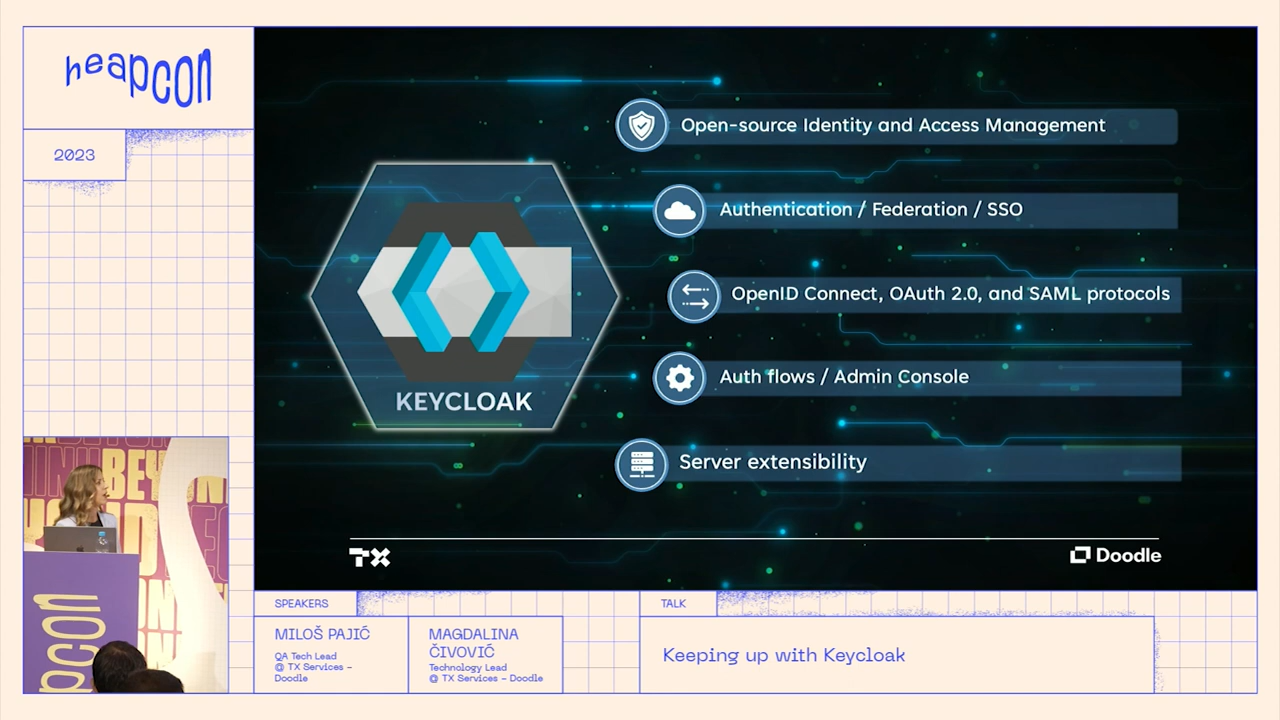 heapcon
2023
Open-source Identity and Access Management
Authentication / Federation / SSO
OpenID Connect, OAuth 2.0, and SAML protocols
Auth flows / Admin Console
Server extensibility
KEYCLOAK
TX
Doodle
BEY
pcon
SPEAKERS
MILOŠ PAJIĆ
QA Tech Lead
@ TX Services –
Doodle
MAGDALINA
ČIVOVIĆ
Technology Lead
@ TX Services – Doodle
TALK
Keeping up with Keycloak